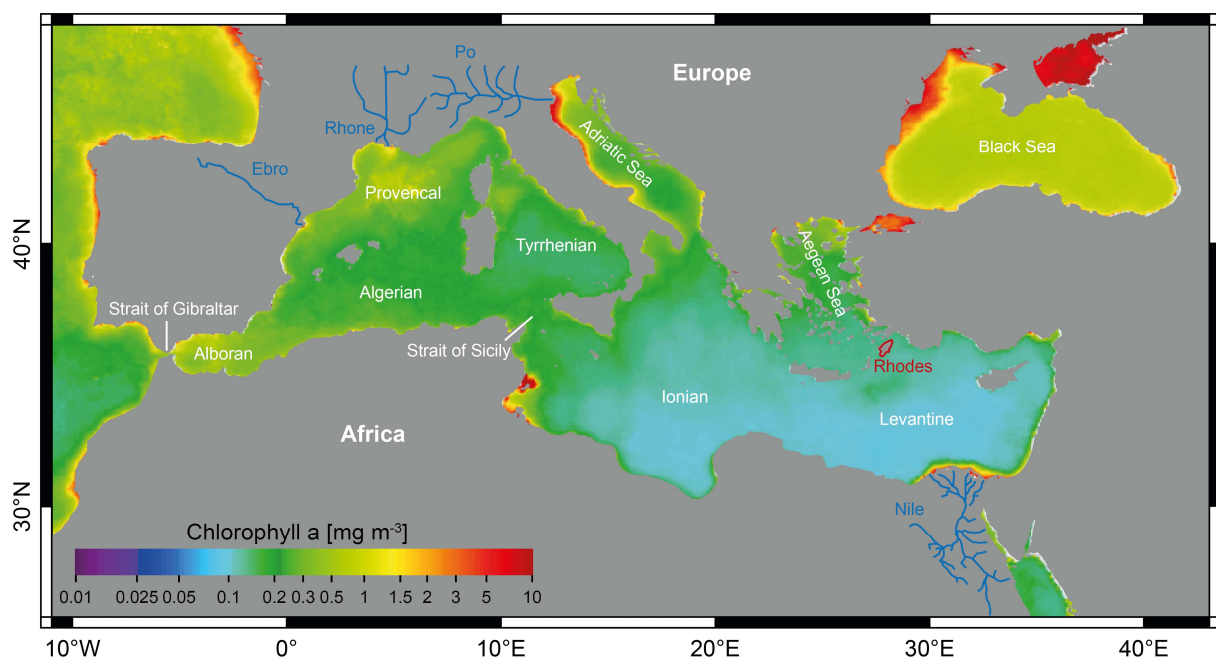 Po
Europe
Rhone
Adriatic Sea
Black Sea
Ebro
Provencal
40°N
Tyrrhenian
Aegean Sea
Algerian
Strait of Gibraltar
Alboran
Strait of Sicily
Rhodes
Ionian
Levantine
Africa
30°N
Nile
Chlorophyll a [mg m-3]
0.01 0.025 0.05 0.1 0.2 0.3 0.5 1 1.5 2 3 5 10
10°W 0° 10°E 20°E 30°E 40°E